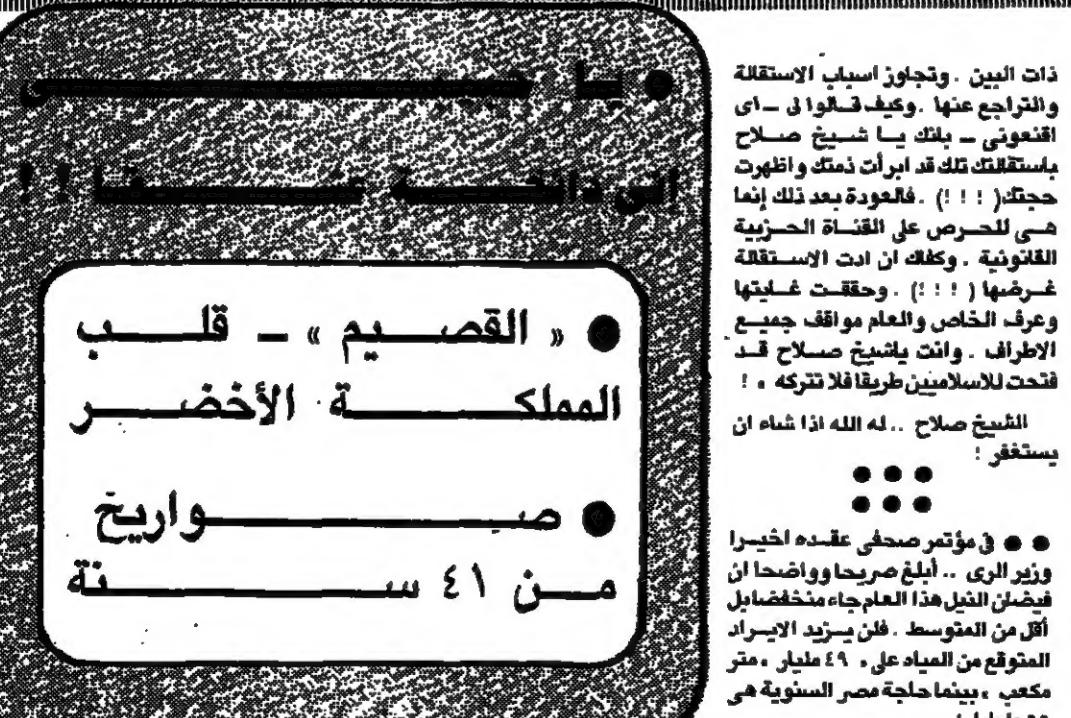 ذات البين . وتجاوز اسباب الاستقالة
والتراجع عنها . وكيف قالوا لى ــ اى
اقنعونى ــ بانك يا شيخ صلاح
باستقالتك تلك قد ابرأت ذمتك واظهرت
حجتك( ! ! ! ) . فالعودة بعد ذلك إنما
هى للحرص على القناة الحزبية
القانونية . وكفاك ان ادت الاستقالة
غرضها ( ! ! ! ) . وحققت غايتها
وعرف الخاص والعام مواقف جميع
الاطراف . وانت ياشيخ صلاح قد
فتحت للاسلاميين طريقا فلا تتركه ، !
الشيخ صلاح .. له الله اذا شاء ان
يستغفر !
● ● فى مؤتمر صحفى عقده اخيرا
وزير الرى .. أبلغ صريحا وواضحا ان
فيضان النيل هذا العام جاء منخفضا بل
أقل من المتوسط . فلن يزيد الايراد
المتوقع من المياه على ، ٤٩ مليار ، متر
مكعب ، بينما حاجة مصر السنوية هى
● يا
انى ! !
● « القصيم » ــ قلب
المملكة الأخضر
● صواريخ
من ٤١ سنة